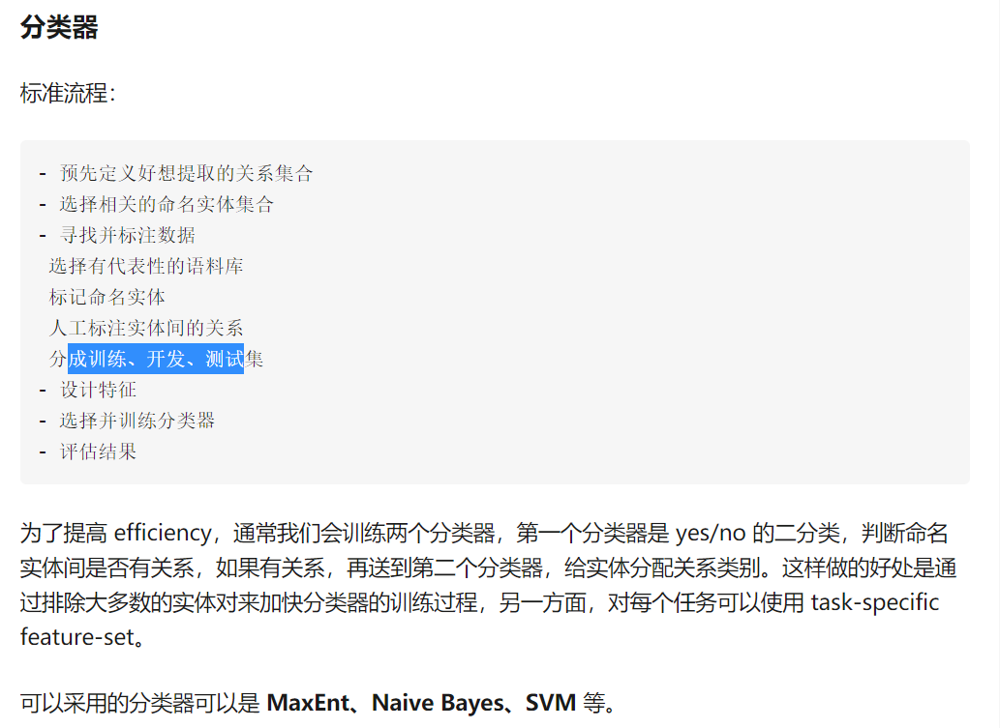 分类器
标准流程：
- 预先定义好想提取的关系集合
- 选择相关的命名实体集合
- 寻找并标注数据
选择有代表性的语料库
标记命名实体
人工标注实体间的关系
分成训练、开发、测试集
- 设计特征
- 选择并训练分类器
- 评估结果
为了提高 efficiency，通常我们会训练两个分类器，第一个分类器是 yes/no 的二分类，判断命名
实体间是否有关系，如果有关系，再送到第二个分类器，给实体分配关系类别。这样做的好处是通
过排除大多数的实体对来加快分类器的训练过程，另一方面，对每个任务可以使用 task-specific
feature-set。
可以采用的分类器可以是 MaxEnt、Naive Bayes、SVM 等。